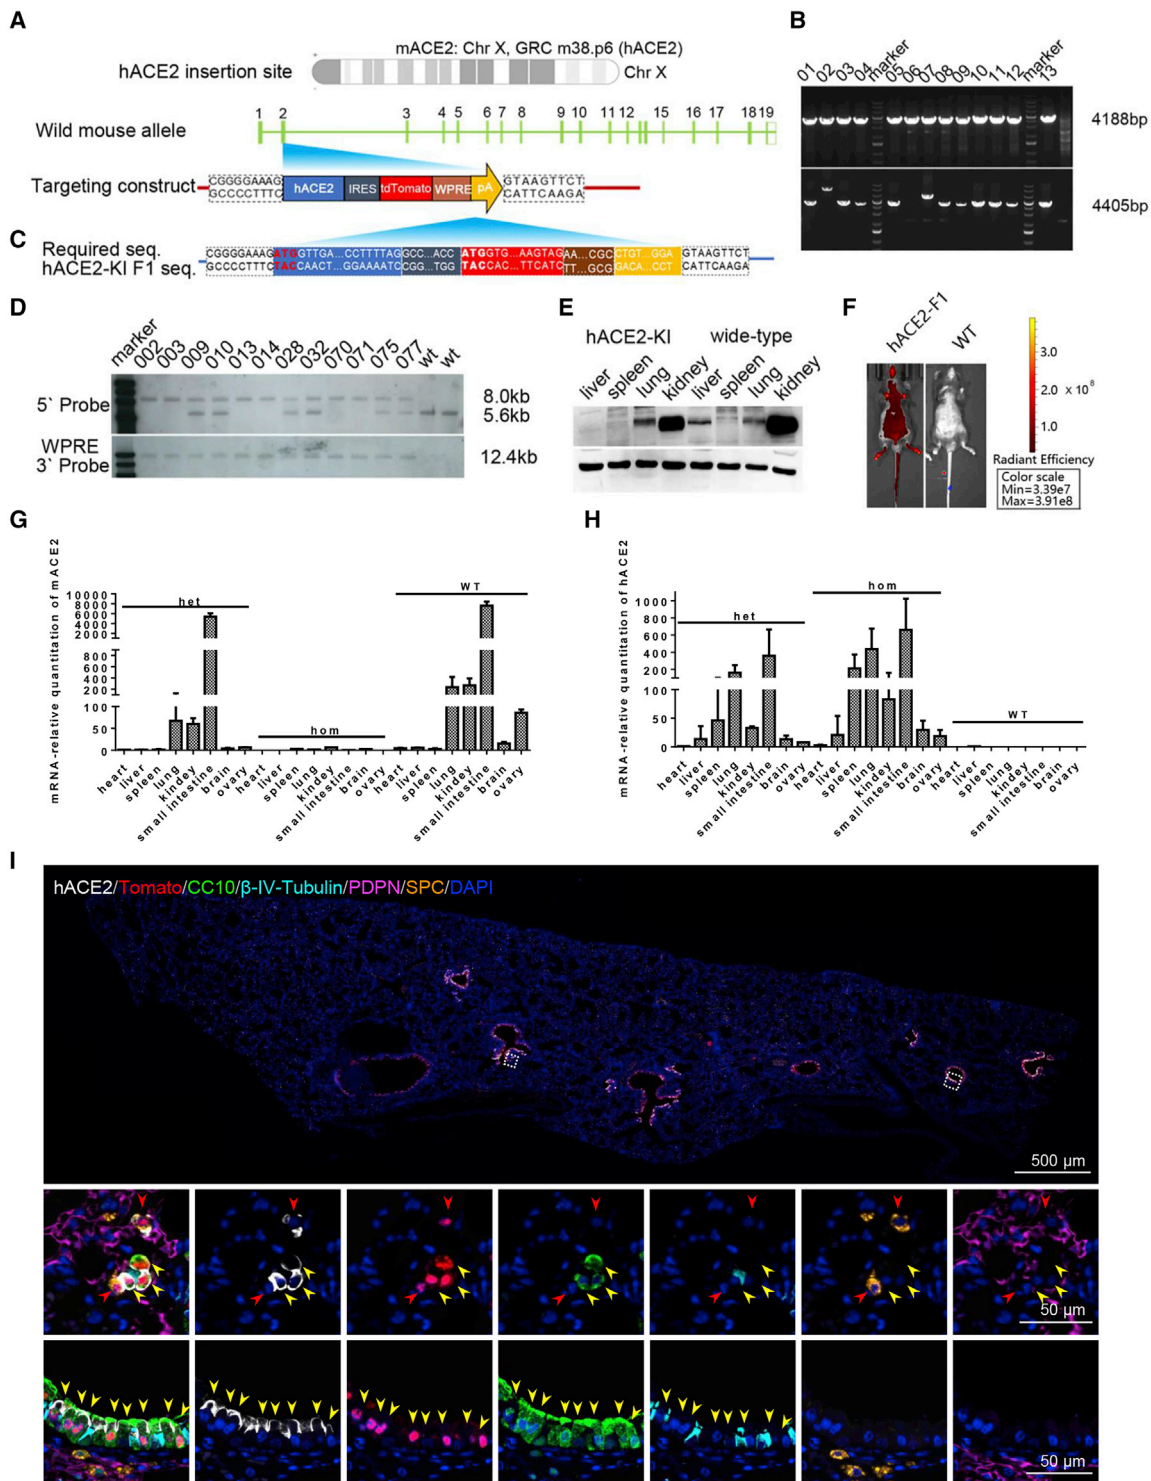 A
mACE2: Chr X, GRC m38.p6 (hACE2)
hACE2 insertion site
Chr X
1 2 3 4 5 6 7 8 9 10 11 12 15 16 17 18 19
Wild mouse allele
Targeting construct
CGGGGAAAG
GCCCCTTTC
hACE2 IRES tdTomato WPRE pA
GTAAGTTCT
CATTCAAGA
B
01 02 03 04 marker 05 06 07 08 09 10 11 12 marker 13
4188bp
4405bp
C
Required seq.
hACE2-KI F1 seq.
CGGGGAAAGATGGTTGA...CCTTTTAGGCC...ACCATGGTG...AAGTAGAA...CGCCTGT...GGAGTAAGTTCT
GCCCCTTTCTACCAACT...GGAAAATCCGG...TGGTACCAC...TTCATCTT...GCGGACA...CCTCATTCAAGA
D
marker 002 003 009 010 013 014 028 032 070 071 075 077 wt wt
5` Probe
8.0kb
5.6kb
WPRE
3` Probe
12.4kb
E
hACE2-KI wide-type
liver spleen lung kidney liver spleen lung kidney
F
hACE2-F1 WT
3.0
2.0 x 10^8
1.0
Radiant Efficiency
Color scale
Min=3.39e7
Max=3.91e8
G
mRNA-relative quantitation of mACE2
10000
8000
6000
4000
2000
800
600
400
200
100
50
0
het
hom
WT
heart liver spleen lung kindey small intestine brain ovary heart liver spleen lung kindey small intestine brain ovary heart liver spleen lung kindey small intestine brain ovary
H
mRNA-relative quantitation of hACE2
1000
800
600
400
200
100
50
0
het
hom
WT
heart liver spleen lung kindey small intestine brain ovary heart liver spleen lung kindey small intestine brain ovary heart liver spleen lung kindey small intestine brain ovary
I
hACE2/Tomato/CC10/β-IV-Tubulin/PDPN/SPC/DAPI
500 µm
50 µm
50 µm